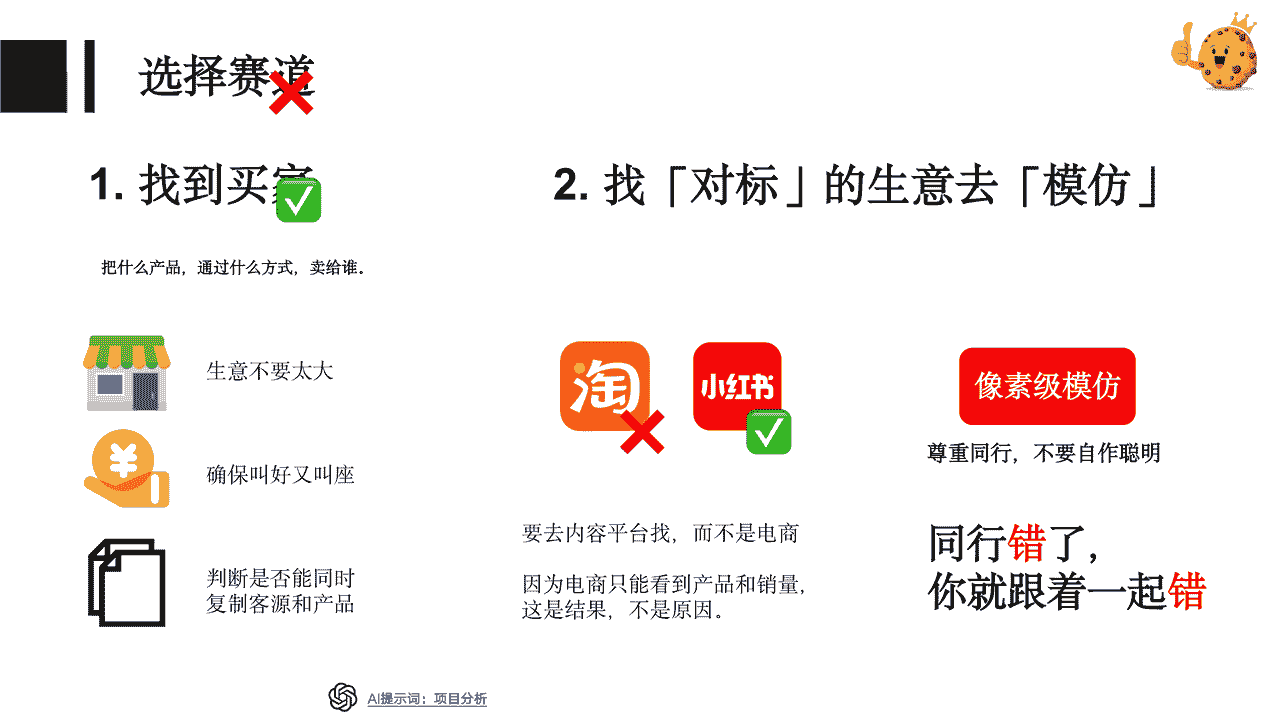 选择赛道
1. 找到买家
把什么产品，通过什么方式，卖给谁。
生意不要太大
确保叫好又叫座
判断是否能同时
复制客源和产品
2. 找「对标」的生意去「模仿」
淘
小红书
要去内容平台找，而不是电商
因为电商只能看到产品和销量，
这是结果，不是原因。
像素级模仿
尊重同行，不要自作聪明
同行错了，
你就跟着一起错
AI提示词：项目分析